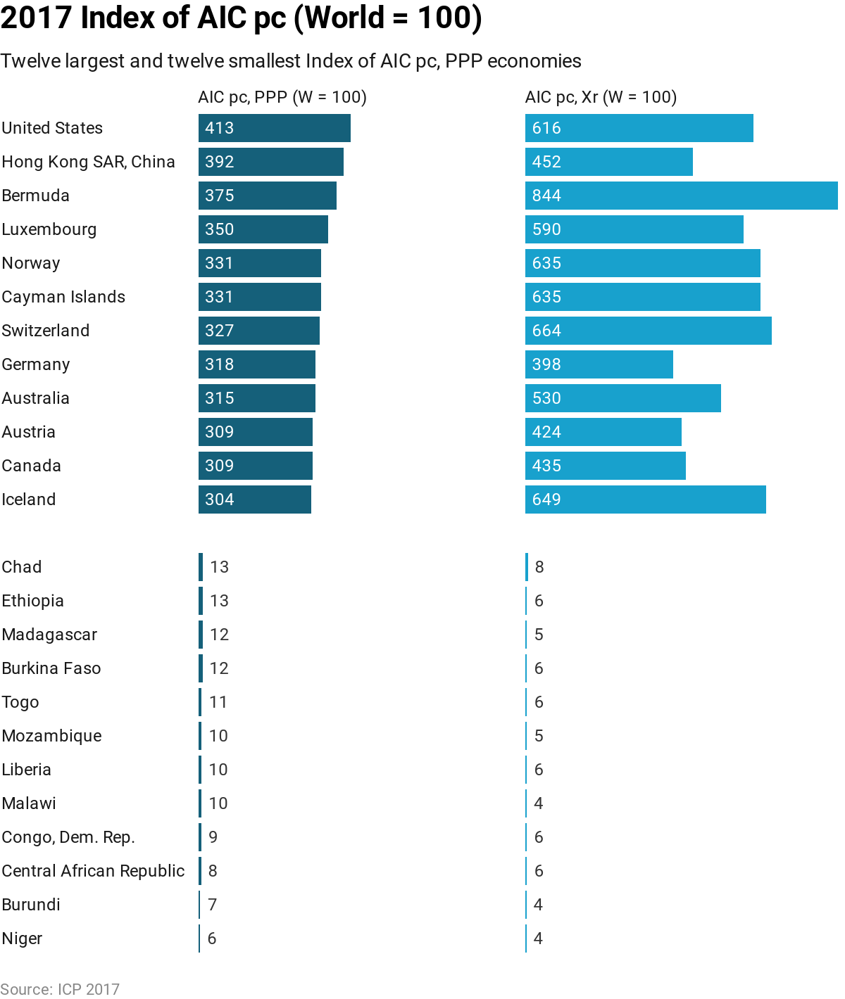 2017 Index of AIC pc (World = 100)
Twelve largest and twelve smallest Index of AIC pc, PPP economies
AIC pc, PPP (W = 100) AIC pc, Xr (W = 100)
United States 413 616
Hong Kong SAR, China 392 452
Bermuda 375 844
Luxembourg 350 590
Norway 331 635
Cayman Islands 331 635
Switzerland 327 664
Germany 318 398
Australia 315 530
Austria 309 424
Canada 309 435
Iceland 304 649
Chad 13 8
Ethiopia 13 6
Madagascar 12 5
Burkina Faso 12 6
Togo 11 6
Mozambique 10 5
Liberia 10 6
Malawi 10 4
Congo, Dem. Rep. 9 6
Central African Republic 8 6
Burundi 7 4
Niger 6 4
Source: ICP 2017